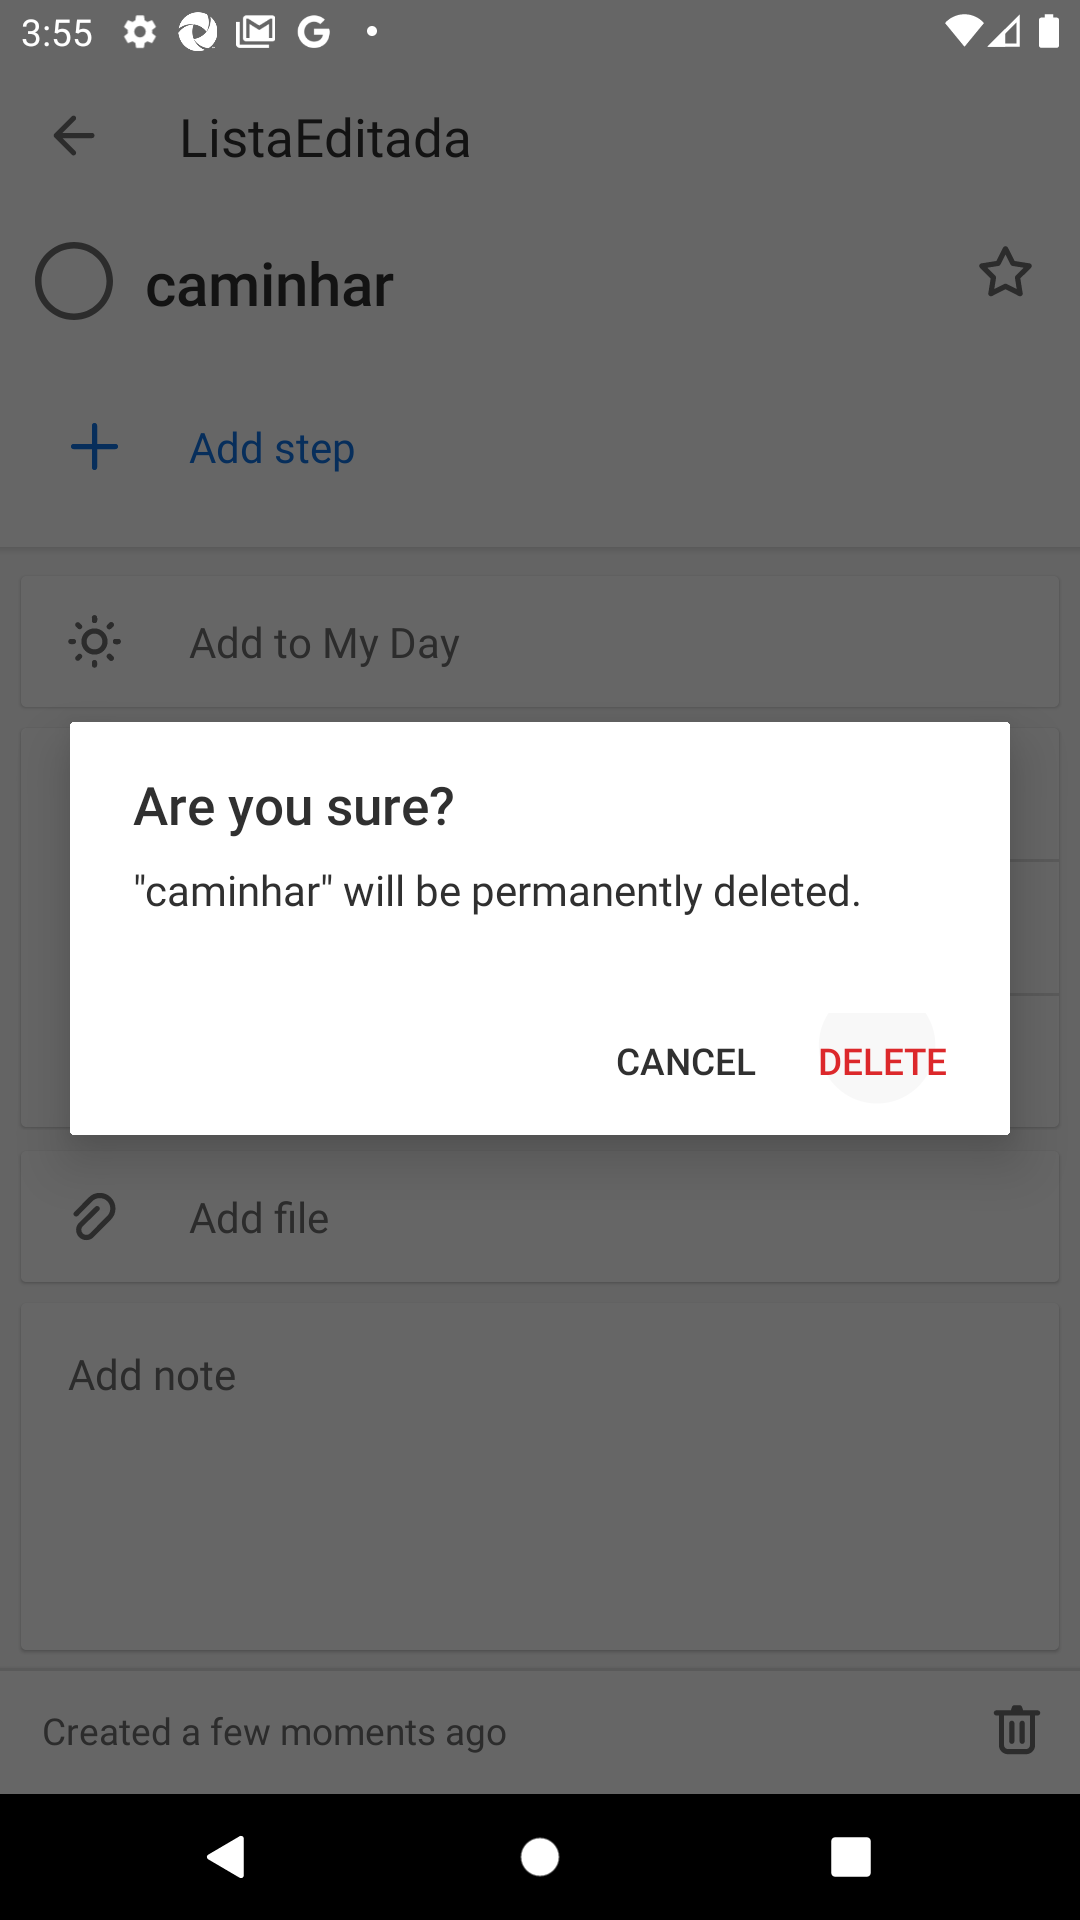 3:55
ListaEditada
caminhar
Add step
Add to My Day
Are you sure?
"caminhar" will be permanently deleted.
CANCEL DELETE
Add file
Add note
Created a few moments ago